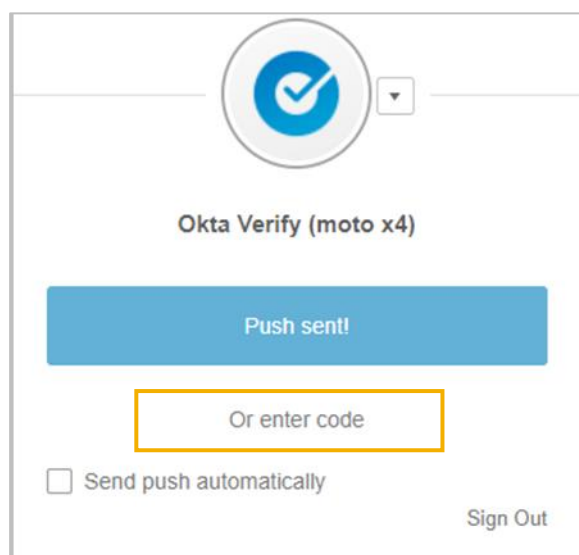 Okta Verify (moto x4)
Push sent!
Or enter code
Send push automatically
Sign Out